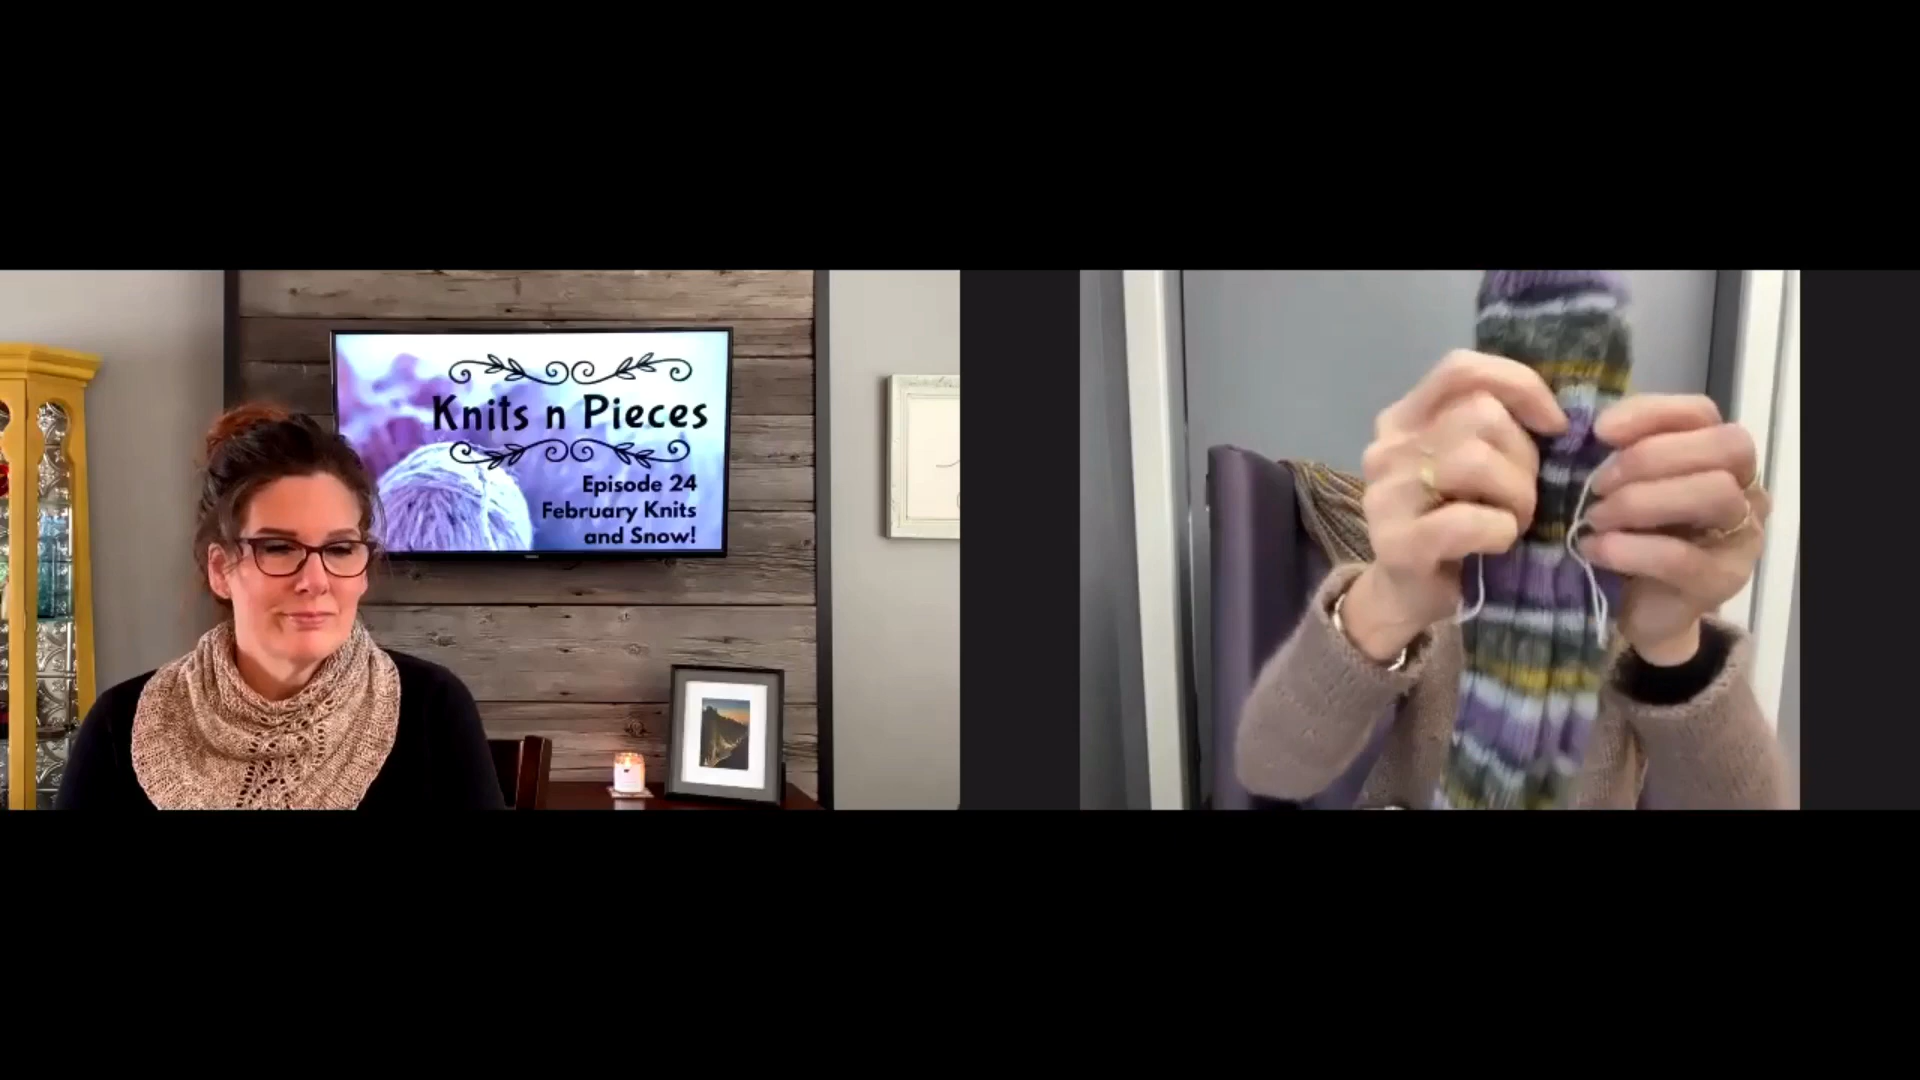 Knits n Pieces
Episode 24
February Knits
and Snow!